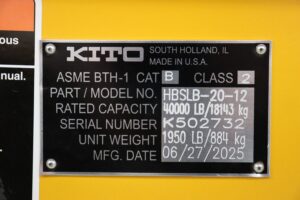 ous
nual.
KITO SOUTH HOLLAND, IL
MADE IN U.S.A.
ASME BTH-1 CAT B CLASS 2
PART / MODEL NO. HBSLB-20-12
RATED CAPACITY 40000 LB/18143 kg
SERIAL NUMBER K502732
UNIT WEIGHT 1950 LB/884 kg
MFG. DATE 06/27/2025